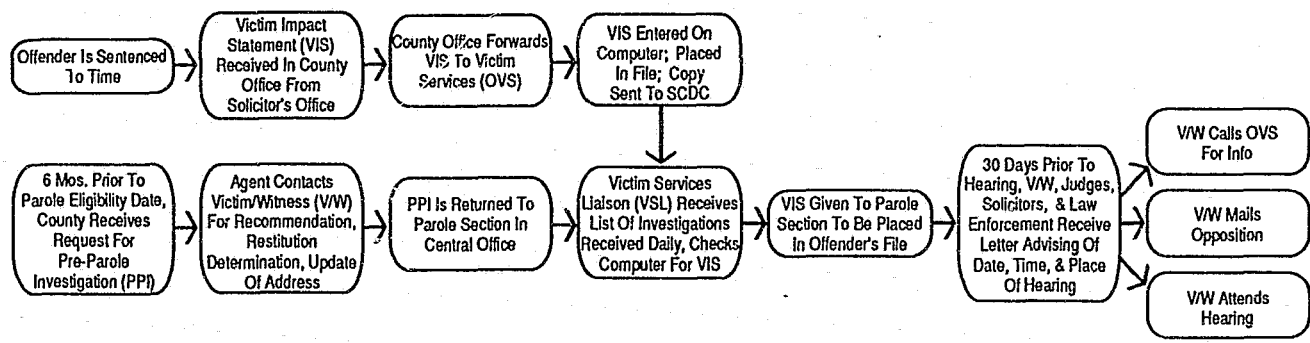 Offender Is Sentenced
To Time
Victim Impact
Statement (VIS)
Received In County
Office From
Solicitor's Office
County Office Forwards
VIS To Victim
Services (OVS)
VIS Entered On
Computer; Placed
In File; Copy
Sent To SCDC
6 Mos. Prior To
Parole Eligibility Date,
County Receives
Request For
Pre-Parole
Investigation (PPI)
Agent Contacts
Victim/Witness (V/W)
For Recommendation,
Restitution
Determination, Update
Of Address
PPI Is Returned To
Parole Section In
Central Office
Victim Services
Lialson (VSL) Receives
List Of Investigations
Received Daily, Checks
Computer For VIS
VIS Given To Parole
Section To Be Placed
In Offender's File
30 Days Prior To
Hearing, V/W, Judges,
Solicitors, & Law
Enforcement Receive
Letter Advising Of
Date, Time, & Place
Of Hearing
V/W Calls OVS
For Info
V/W Mails
Opposition
V/W Attends
Hearing